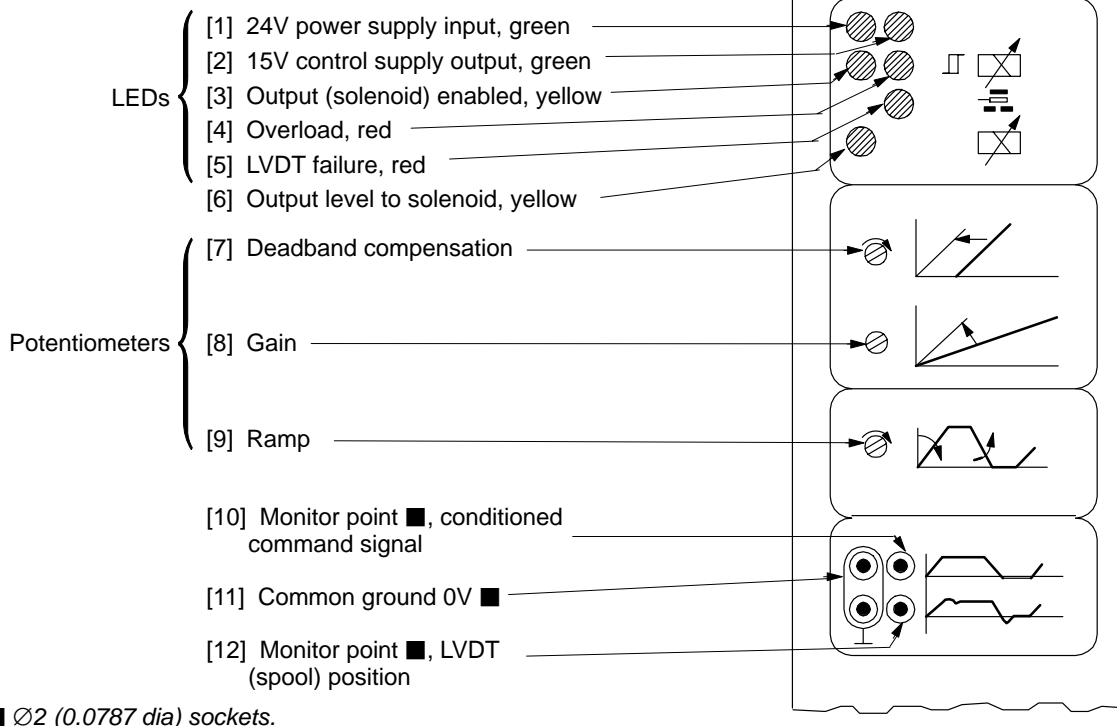 [1] 24V power supply input, green
[2] 15V control supply output, green
LEDs
[3] Output (solenoid) enabled, yellow
[4] Overload, red
[5] LVDT failure, red
[6] Output level to solenoid, yellow
[7] Deadband compensation
Potentiometers
[8] Gain
[9] Ramp
[10] Monitor point ■, conditioned
command signal
[11] Common ground 0V ■
[12] Monitor point ■, LVDT
(spool) position
■ ∅2 (0.0787 dia) sockets.